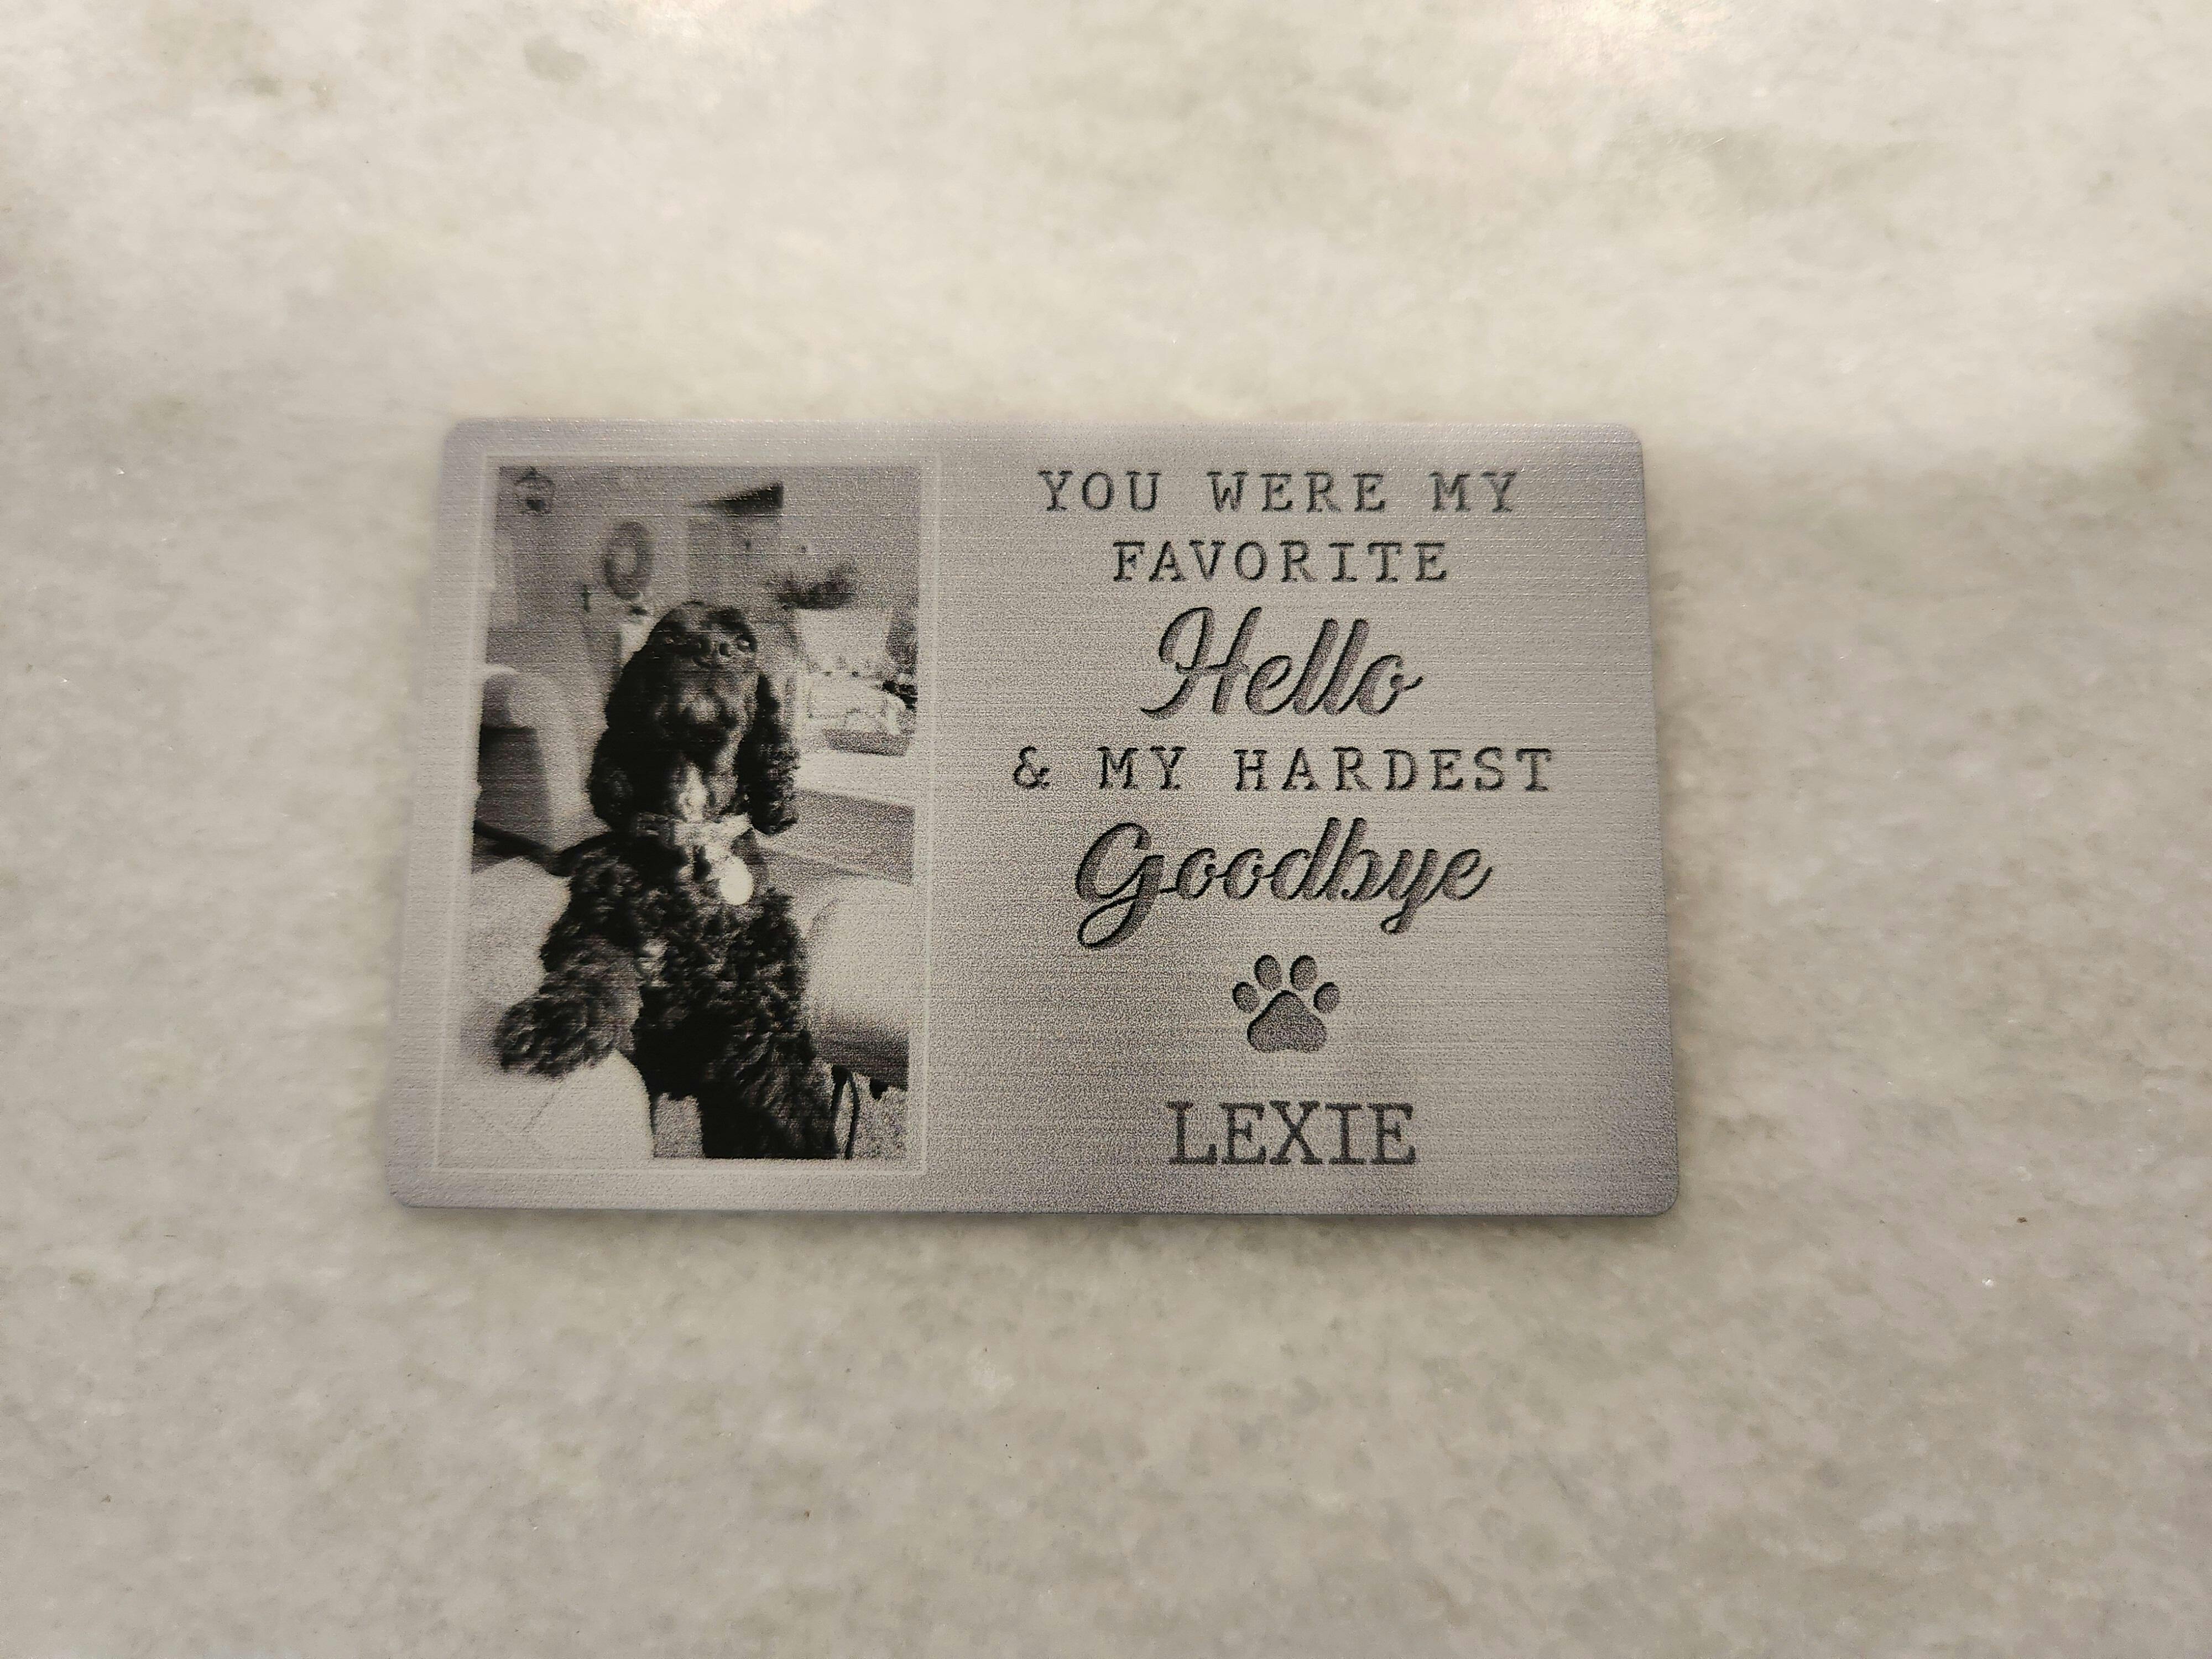 YOU WERE MY
FAVORITE
Hello
& MY HARDEST
Goodbye
LEXIE